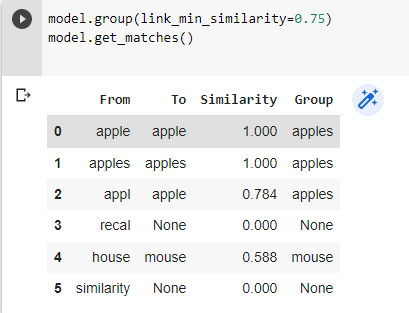 model.group(link_min_similarity=0.75)
model.get_matches()
From To Similarity Group
0 apple apple 1.000 apples
1 apples apples 1.000 apples
2 appl apple 0.784 apples
3 recal None 0.000 None
4 house mouse 0.588 mouse
5 similarity None 0.000 None